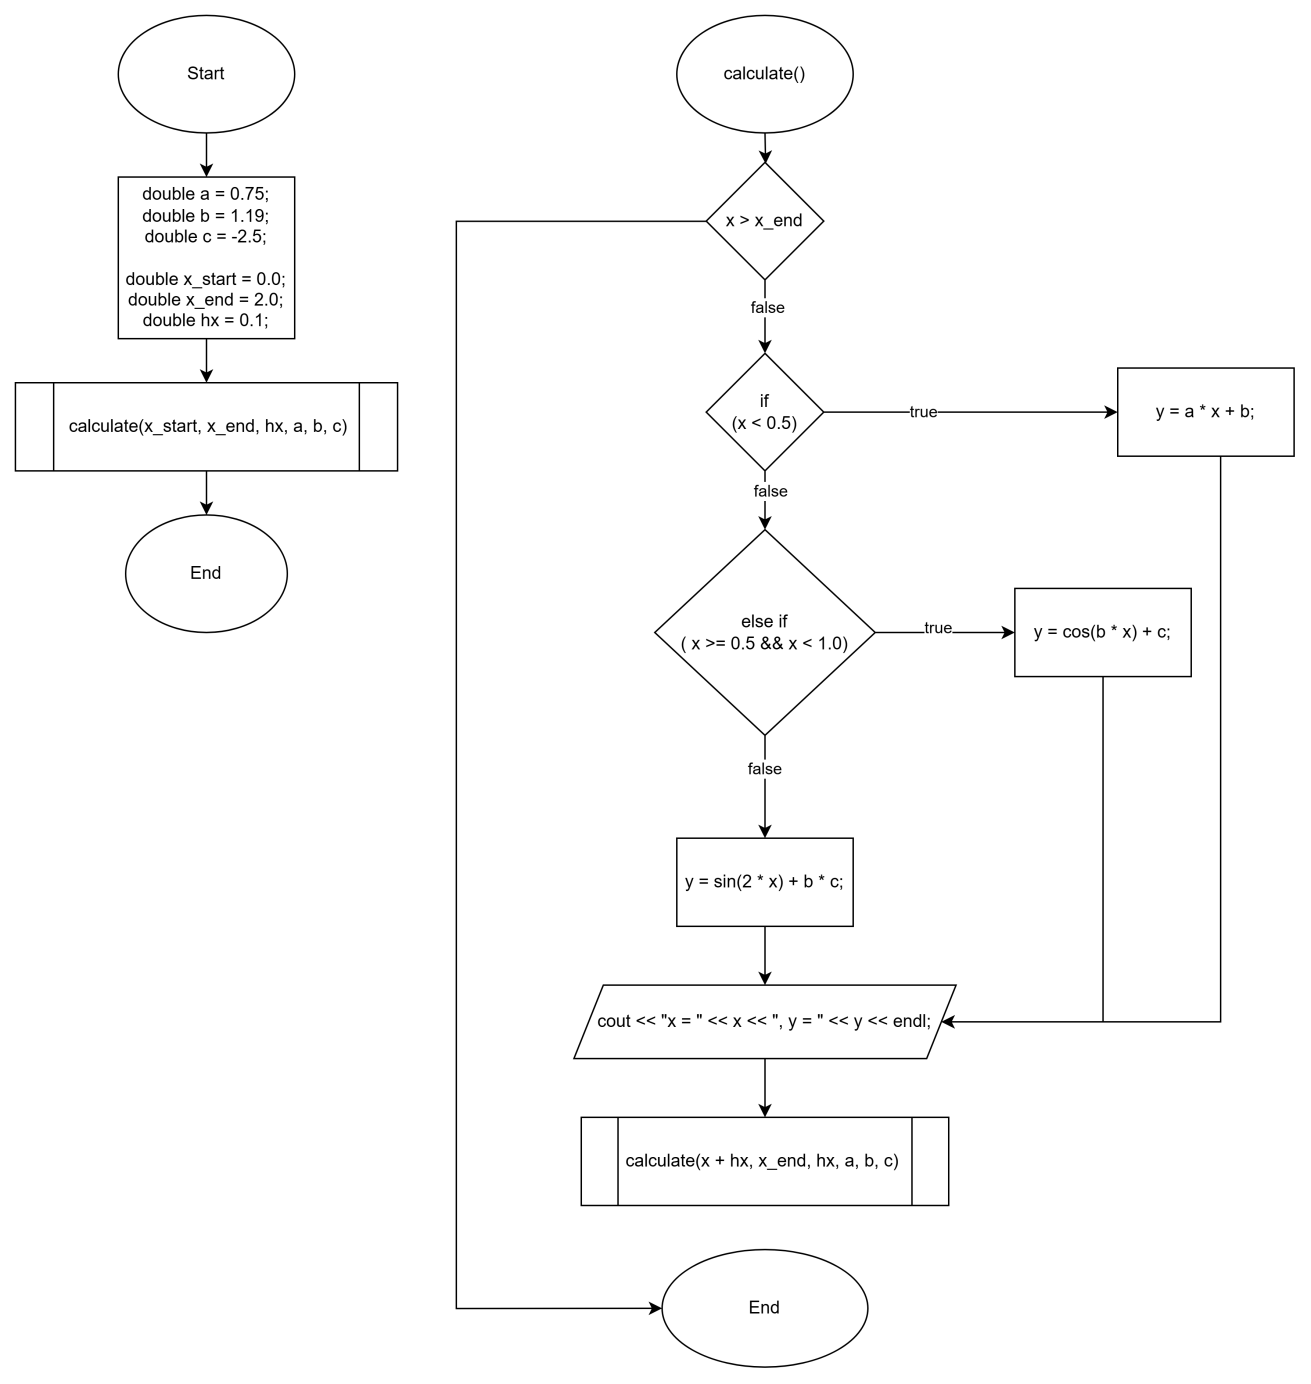 Start
double a = 0.75;
double b = 1.19;
double c = -2.5;
double x_start = 0.0;
double x_end = 2.0;
double hx = 0.1;
calculate(x_start, x_end, hx, a, b, c)
End
calculate()
x > x_end
false
if
(x < 0.5)
true
y = a * x + b;
false
else if
( x >= 0.5 && x < 1.0)
true
y = cos(b * x) + c;
false
y = sin(2 * x) + b * c;
cout << "x = " << x << ", y = " << y << endl;
calculate(x + hx, x_end, hx, a, b, c)
End